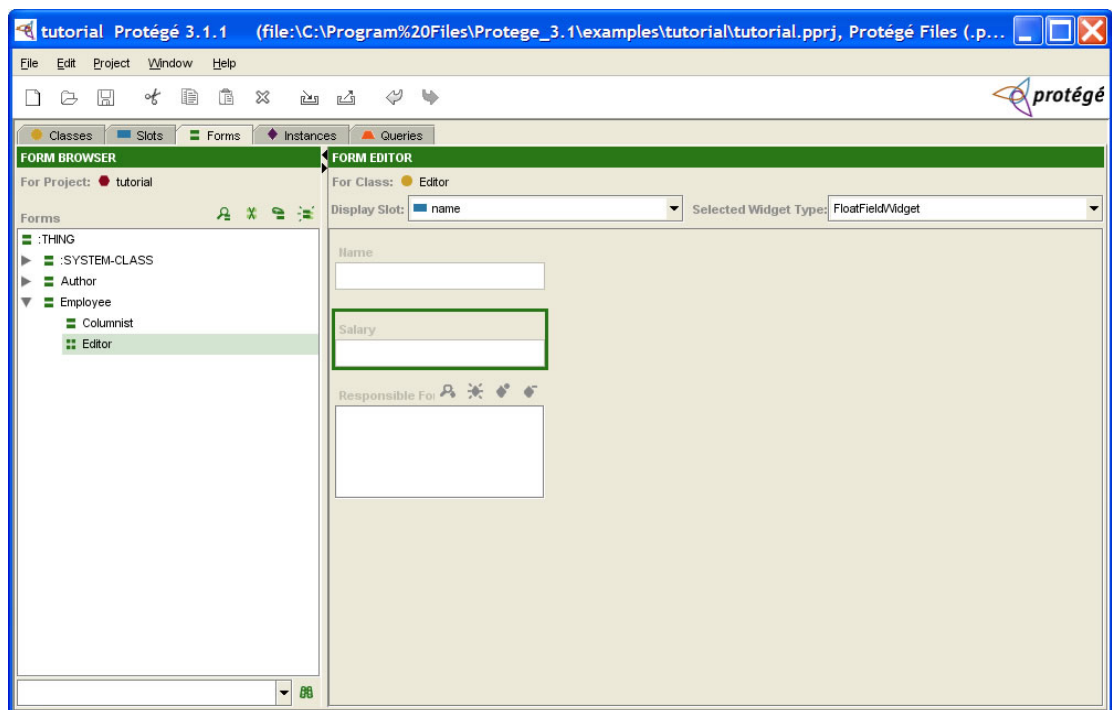 tutorial Protégé 3.1.1 (file:\C:\Program%20Files\Protege_3.1\examples\tutorial\tutorial.pprj, Protégé Files (.p...
File Edit Project Window Help
protégé
Classes Slots Forms Instances Queries
FORM BROWSER
For Project: tutorial
Forms
:THING
:SYSTEM-CLASS
Author
Employee
Columnist
Editor
FORM EDITOR
For Class: Editor
Display Slot: name Selected Widget Type: FloatFieldWidget
Name
Salary
Responsible For